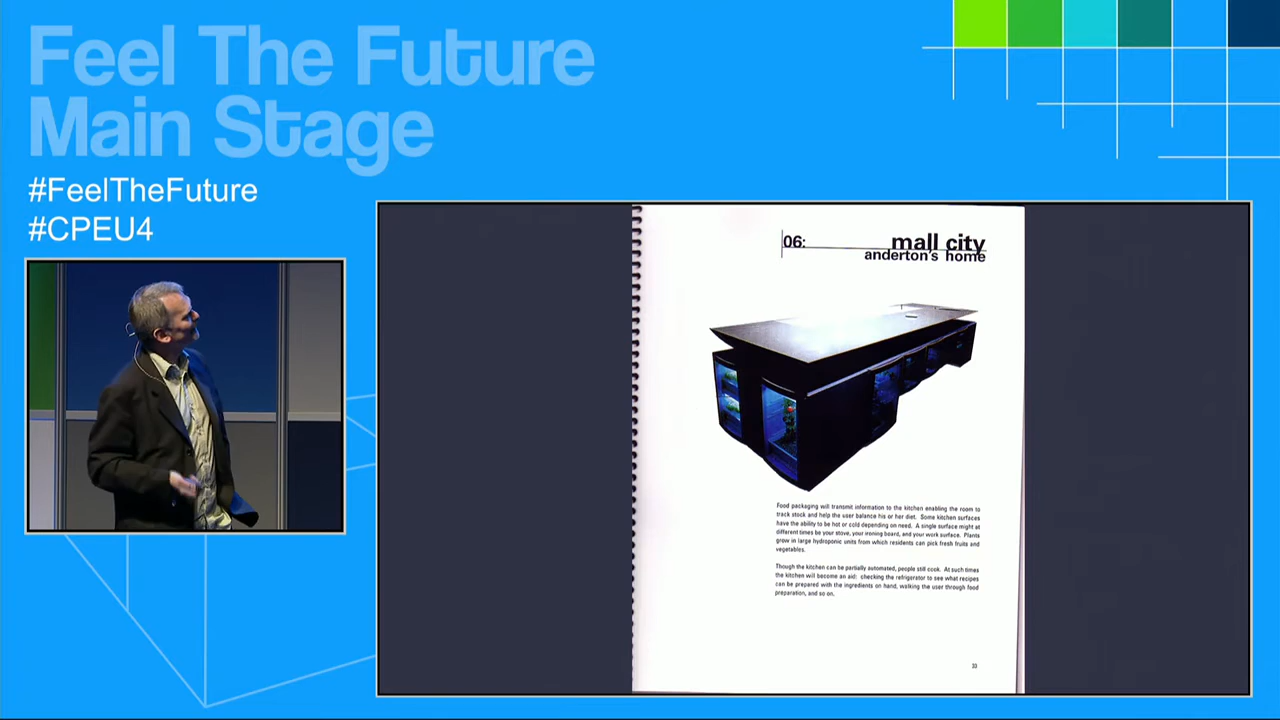 Feel The Future
Main Stage
#FeelTheFuture
#CPEU4
06: mall city
anderton's home
Food packaging will transmit information to the kitchen enabling the room to
track stock and help the user balance his or her diet. Some kitchen surfaces
have the ability to be hot or cold depending on need. A single surface might at
different times be your stove, your ironing board, and your work surface. Plants
grow in large hydroponic units from which residents can pick fresh fruits and
vegetables.
Though the kitchen can be partially automated, people still cook. At such times
the kitchen will become an aid: checking the refrigerator to see what recipes
can be prepared with the ingredients on hand, walking the user through food
preparation, and so on.
33